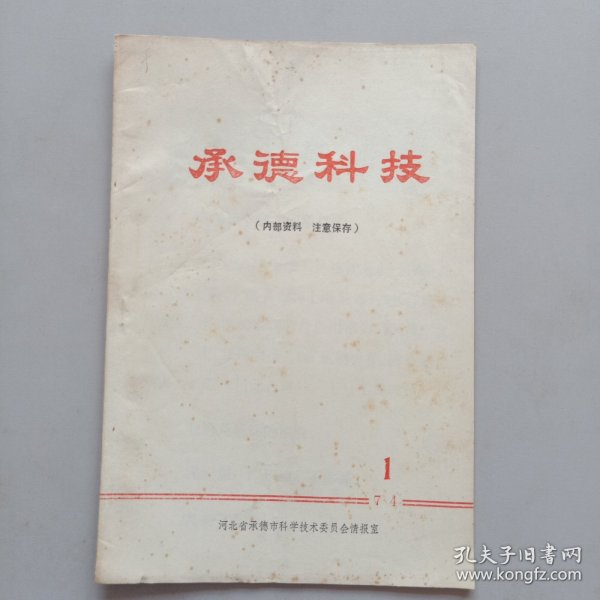 承德科技
（内部资料 注意保存）
1
74
河北省承德市科学技术委员会情报室
孔夫子旧书网
www.kongfz.com